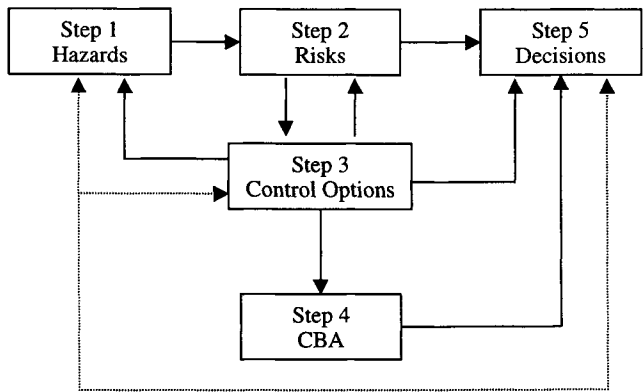 Step 1
Hazards
Step 2
Risks
Step 5
Decisions
Step 3
Control Options
Step 4
CBA